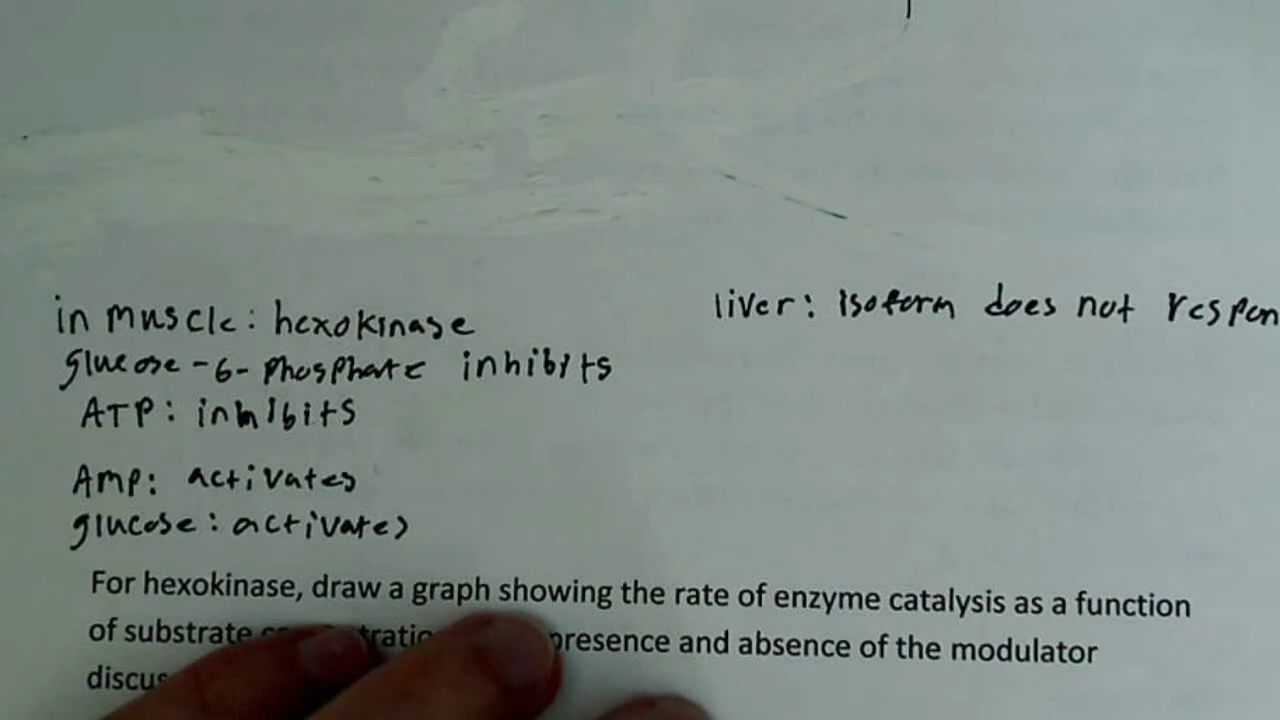 in muscle: hexokinase
liver: isoform does not respon
glucose-6-phosphate inhibits
ATP: inhibits
Amp: activates
glucose: activates
For hexokinase, draw a graph showing the rate of enzyme catalysis as a function
of substrate presence and absence of the modulator